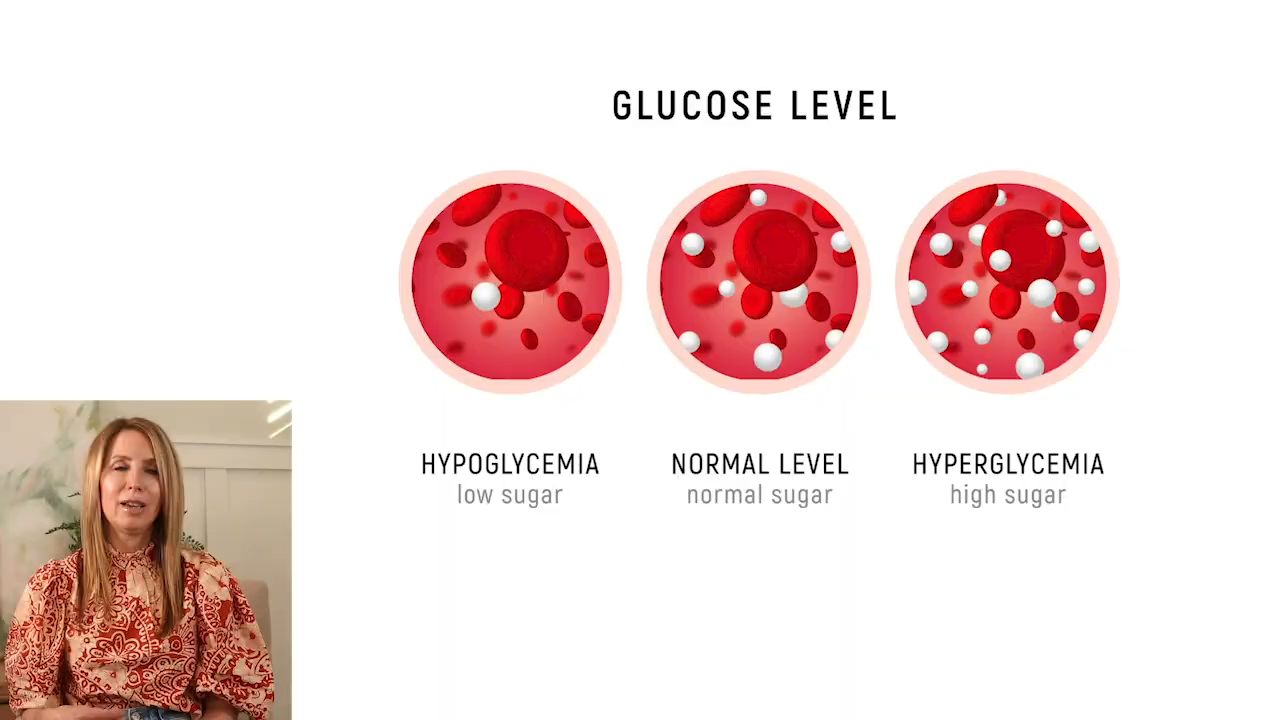 GLUCOSE LEVEL
HYPOGLYCEMIA
low sugar
NORMAL LEVEL
normal sugar
HYPERGLYCEMIA
high sugar